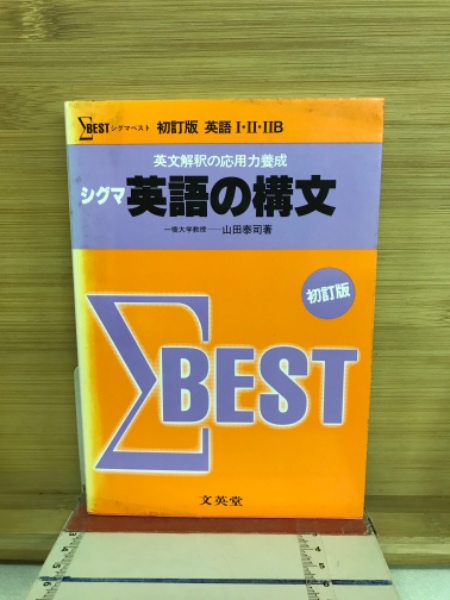 ΣBEST シグマベスト 初訂版 英語 I・II・IIB
英文解釈の応用力養成
シグマ 英語の構文
一橋大学教授——山田泰司著
初訂版
ΣBEST
文英堂